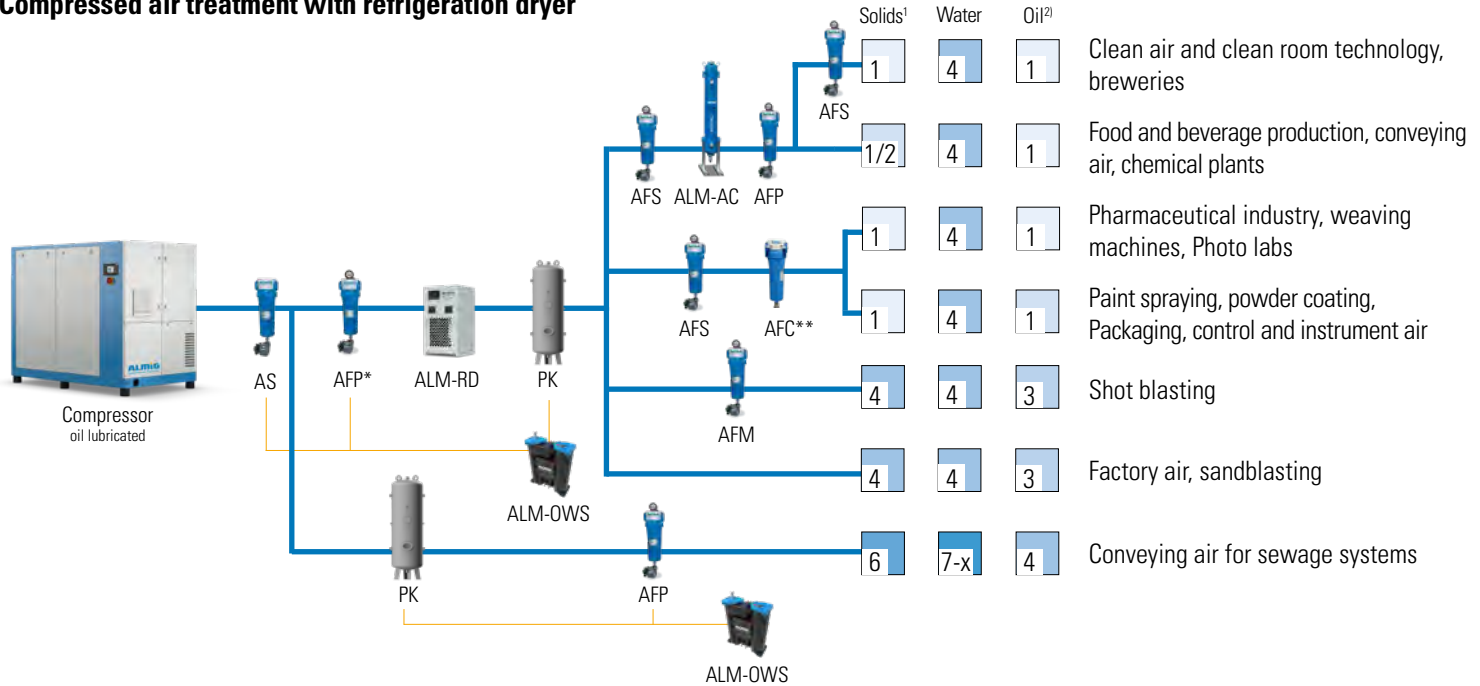 Compressed air treatment with refrigeration dryer
Solids¹ Water Oil²⁾
1 4 1 Clean air and clean room technology,
breweries
AFS
1/2 4 1 Food and beverage production, conveying
air, chemical plants
AFS ALM-AC AFP
1 4 1 Pharmaceutical industry, weaving
machines, Photo labs
1 4 1 Paint spraying, powder coating,
Packaging, control and instrument air
AFS AFC**
ALMiG
Compressor
oil lubricated
AS AFP* ALM-RD PK
4 4 3 Shot blasting
AFM
4 4 3 Factory air, sandblasting
ALM-OWS
6 7-x 4 Conveying air for sewage systems
PK AFP
ALM-OWS